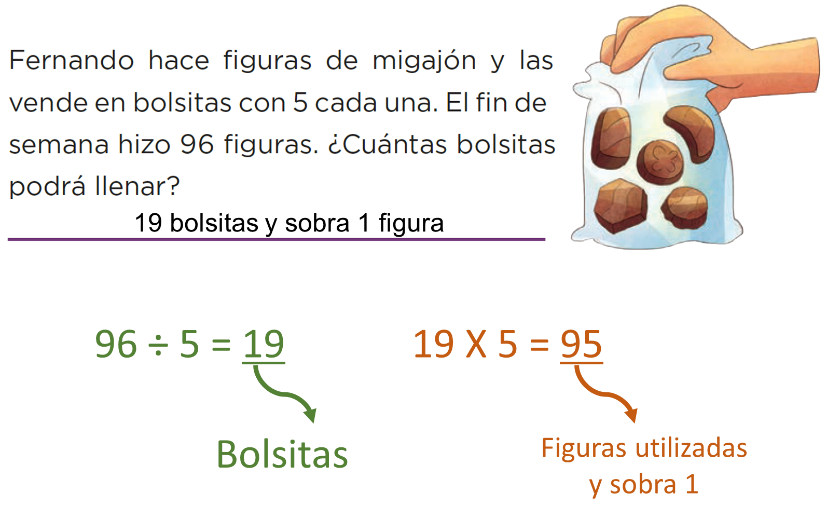 Fernando hace figuras de migajón y las
vende en bolsitas con 5 cada una. El fin de
semana hizo 96 figuras. ¿Cuántas bolsitas
podrá llenar?
19 bolsitas y sobra 1 figura
96 ÷ 5 = 19
Bolsitas
19 X 5 = 95
Figuras utilizadas
y sobra 1